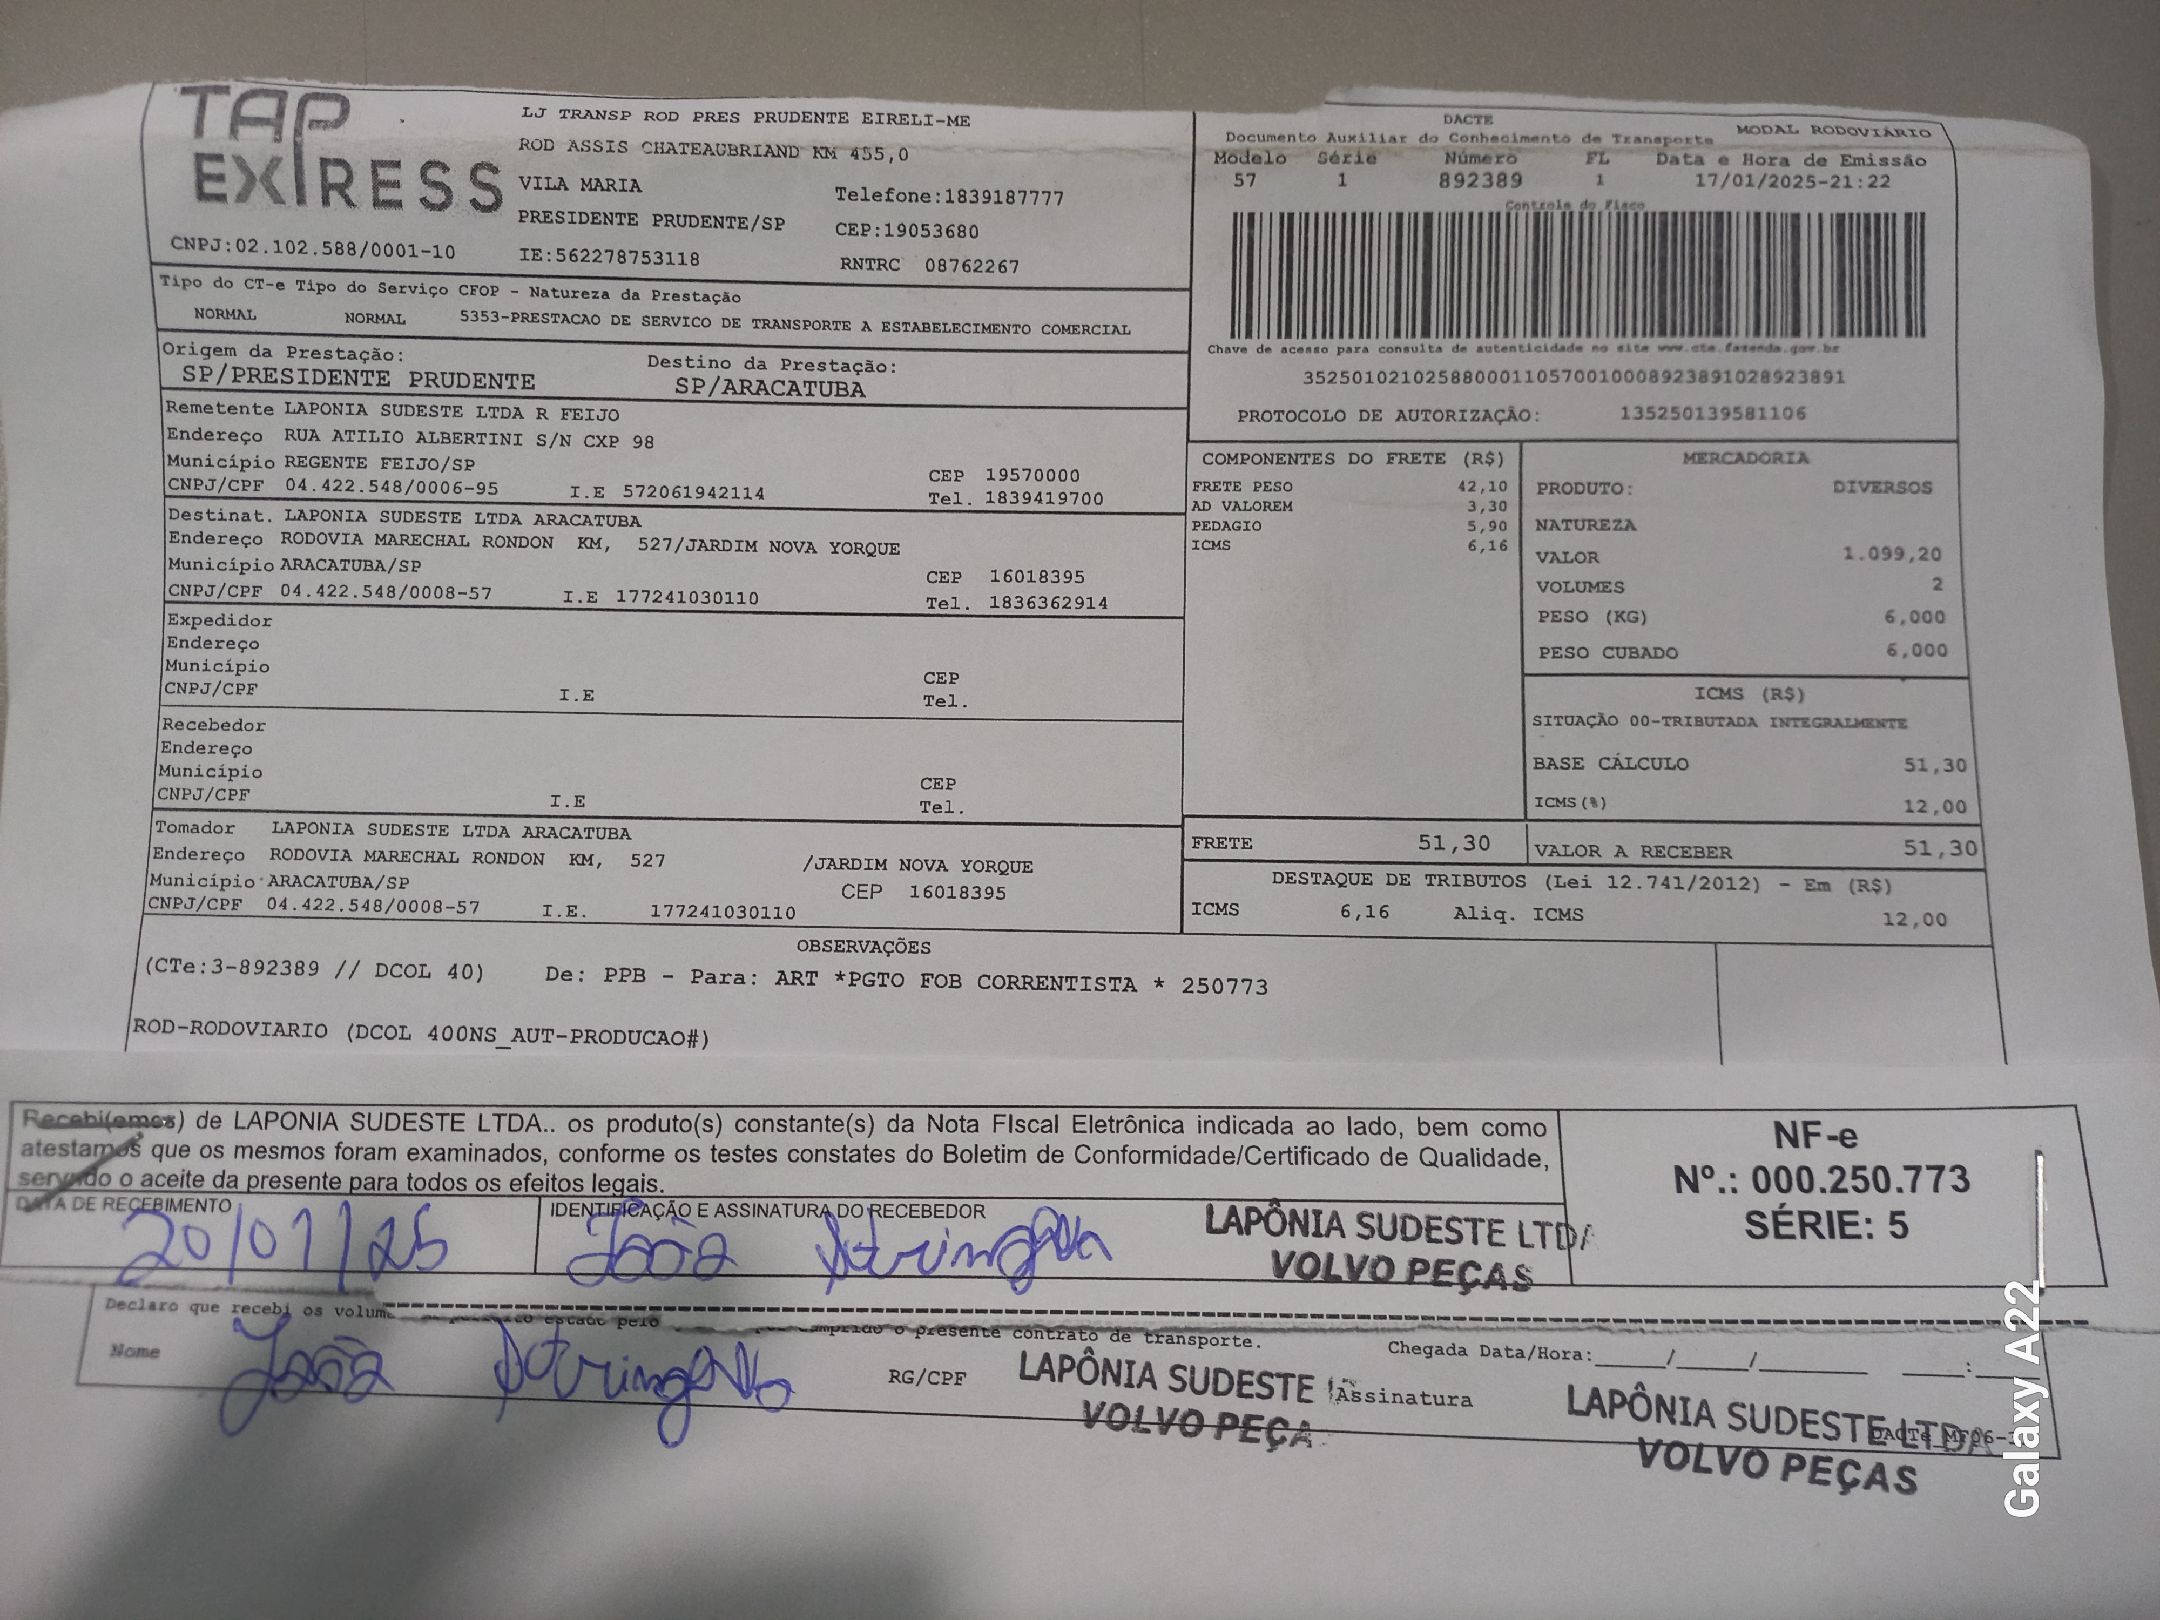 TAP
EXPRESS
CNPJ:02.102.588/0001-10
LJ TRANSP ROD PRES PRUDENTE EIRELI-ME
ROD ASSIS CHATEAUBRIAND KM 455,0
VILA MARIA Telefone:1839187777
PRESIDENTE PRUDENTE/SP CEP:19053680
IE:562278753118 RNTRC 08762267
DACTE
Documento Auxiliar do Conhecimento de Transporte MODAL RODOVIÁRIO
Modelo Série Número FL Data e Hora de Emissão
57 1 892389 1 17/01/2025-21:22
Controle do Fisco
Chave de acesso para consulta de autenticidade no site www.cte.fazenda.gov.br
35250102102588000110570010008923891028923891
PROTOCOLO DE AUTORIZAÇÃO: 135250139581106
Tipo do CT-e Tipo do Serviço CFOP - Natureza da Prestação
NORMAL NORMAL 5353-PRESTACAO DE SERVICO DE TRANSPORTE A ESTABELECIMENTO COMERCIAL
Origem da Prestação: Destino da Prestação:
SP/PRESIDENTE PRUDENTE SP/ARACATUBA
Remetente LAPONIA SUDESTE LTDA R FEIJO
Endereço RUA ATILIO ALBERTINI S/N CXP 98
Município REGENTE FEIJO/SP CEP 19570000
CNPJ/CPF 04.422.548/0006-95 I.E 572061942114 Tel. 1839419700
Destinat. LAPONIA SUDESTE LTDA ARACATUBA
Endereço RODOVIA MARECHAL RONDON KM, 527/JARDIM NOVA YORQUE
Município ARACATUBA/SP CEP 16018395
CNPJ/CPF 04.422.548/0008-57 I.E 177241030110 Tel. 1836362914
Expedidor
Endereço
Município CEP
CNPJ/CPF I.E Tel.
Recebedor
Endereço
Município CEP
CNPJ/CPF I.E Tel.
Tomador LAPONIA SUDESTE LTDA ARACATUBA
Endereço RODOVIA MARECHAL RONDON KM, 527 /JARDIM NOVA YORQUE
Município ARACATUBA/SP CEP 16018395
CNPJ/CPF 04.422.548/0008-57 I.E. 177241030110
COMPONENTES DO FRETE (R$)
FRETE PESO 42,10
AD VALOREM 3,30
PEDAGIO 5,90
ICMS 6,16
MERCADORIA
PRODUTO: DIVERSOS
NATUREZA
VALOR 1.099,20
VOLUMES 2
PESO (KG) 6,000
PESO CUBADO 6,000
ICMS (R$)
SITUAÇÃO 00-TRIBUTADA INTEGRALMENTE
BASE CÁLCULO 51,30
ICMS(%) 12,00
FRETE 51,30 VALOR A RECEBER 51,30
DESTAQUE DE TRIBUTOS (Lei 12.741/2012) - Em (R$)
ICMS 6,16 Aliq. ICMS 12,00
OBSERVAÇÕES
(CTe:3-892389 // DCOL 40) De: PPB - Para: ART *PGTO FOB CORRENTISTA * 250773
ROD-RODOVIARIO (DCOL 400NS_AUT-PRODUCAO#)
Recebi(emos) de LAPONIA SUDESTE LTDA.. os produto(s) constante(s) da Nota FIscal Eletrônica indicada ao lado, bem como
atestamos que os mesmos foram examinados, conforme os testes constates do Boletim de Conformidade/Certificado de Qualidade,
servindo o aceite da presente para todos os efeitos legais.
NF-e
Nº.: 000.250.773
SÉRIE: 5
DATA DE RECEBIMENTO IDENTIFICAÇÃO E ASSINATURA DO RECEBEDOR
20/01/25 João
LAPÔNIA SUDESTE LTDA
VOLVO PEÇAS
Declaro que recebi os volum estado pelo o presente contrato de transporte.
Chegada Data/Hora:____/____/______ ____:
Nome João RG/CPF Assinatura
LAPÔNIA SUDESTE
VOLVO PEÇA
LAPÔNIA SUDESTE LTDA
VOLVO PEÇAS
Galaxy A22